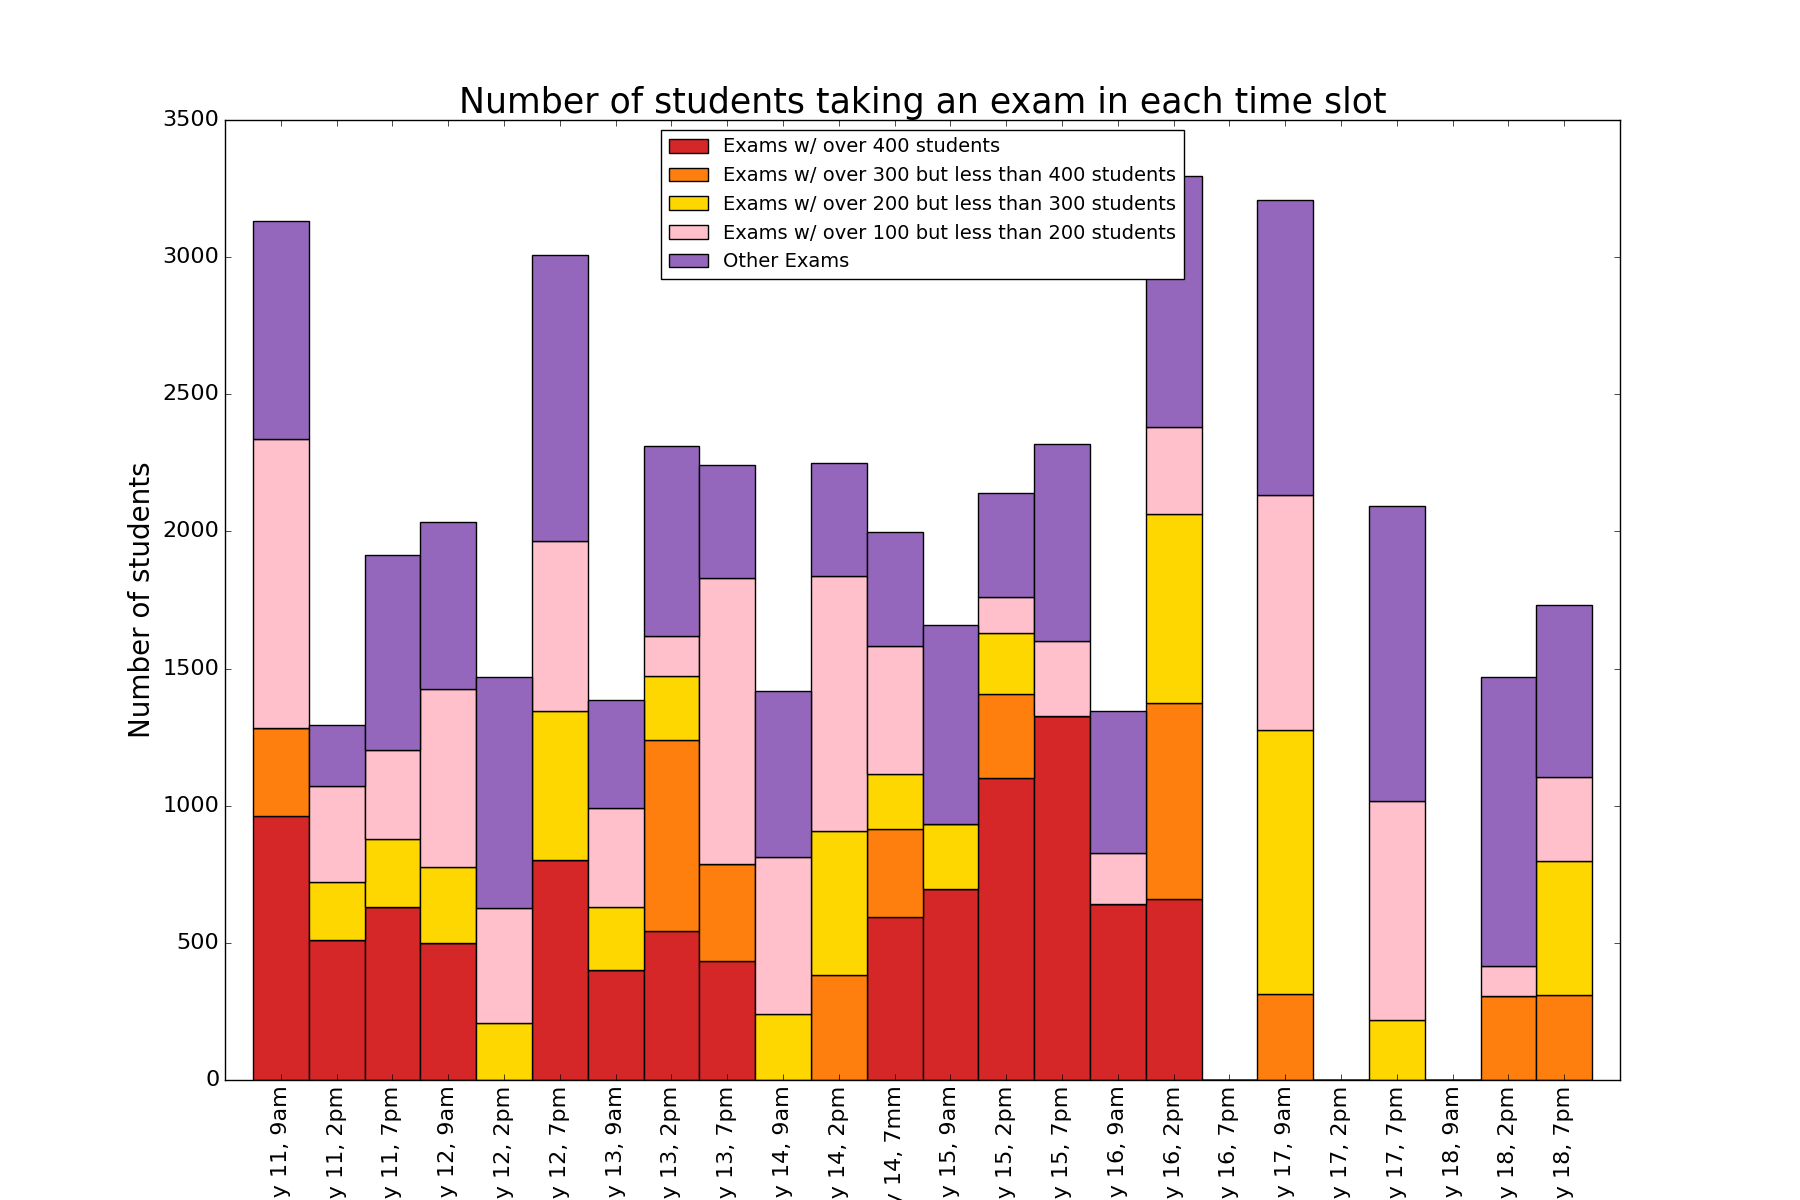 Number of students taking an exam in each time slot
Exams w/ over 400 students
Exams w/ over 300 but less than 400 students
Exams w/ over 200 but less than 300 students
Exams w/ over 100 but less than 200 students
Other Exams
Number of students
3500
3000
2500
2000
1500
1000
500
0
y 11, 9am
y 11, 2pm
y 11, 7pm
y 12, 9am
y 12, 2pm
y 12, 7pm
y 13, 9am
y 13, 2pm
y 13, 7pm
y 14, 9am
y 14, 2pm
y 14, 7mm
y 15, 9am
y 15, 2pm
y 15, 7pm
y 16, 9am
y 16, 2pm
y 16, 7pm
y 17, 9am
y 17, 2pm
y 17, 7pm
y 18, 9am
y 18, 2pm
y 18, 7pm